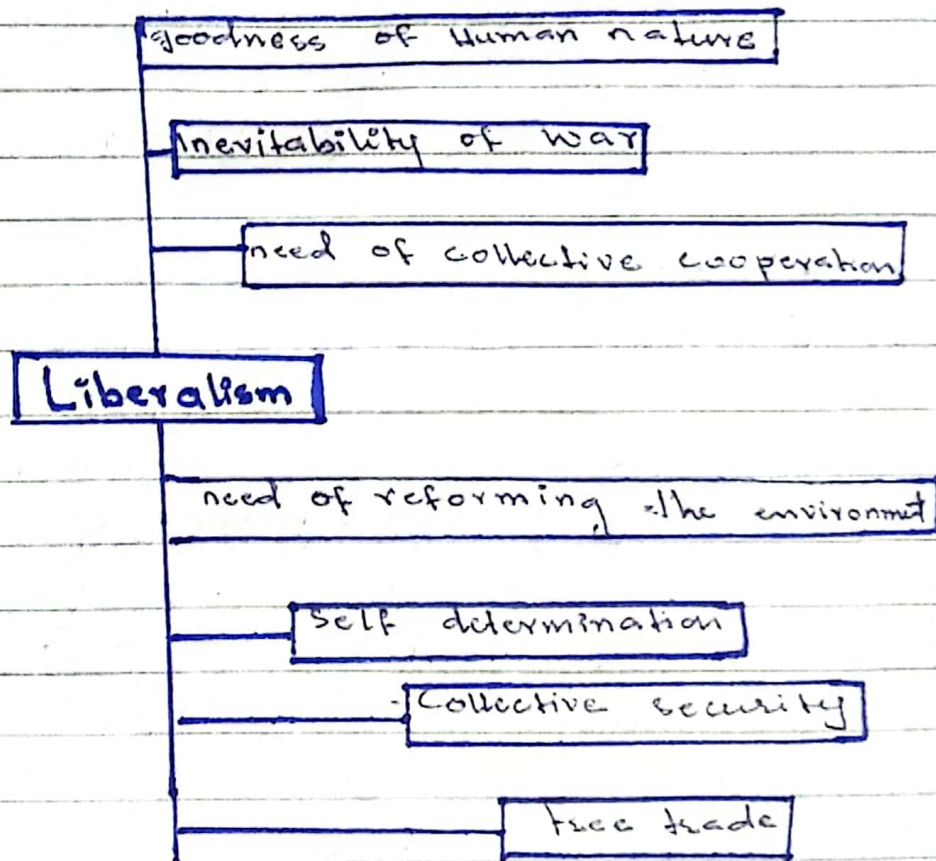 goodness of Human nature
Inevitability of war
need of collective cooperation
Liberalism
need of reforming the environmet
Self determination
Collective security
free trade